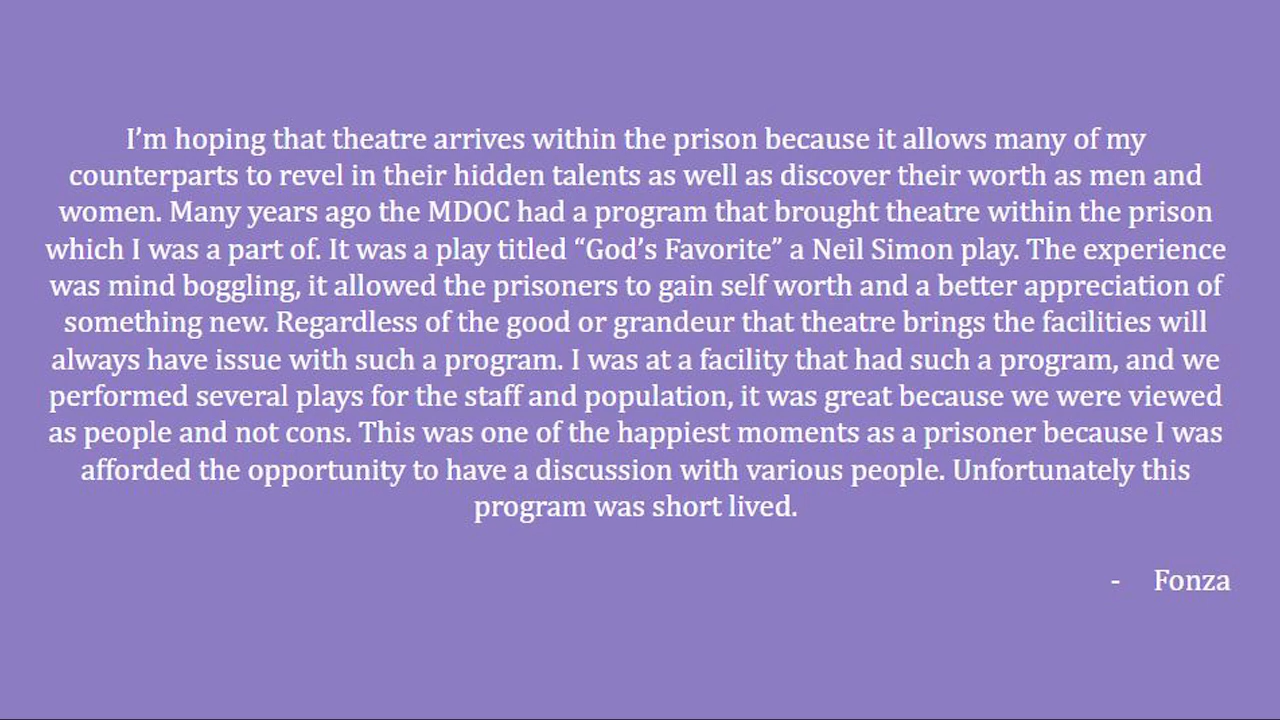 I’m hoping that theatre arrives within the prison because it allows many of my
counterparts to revel in their hidden talents as well as discover their worth as men and
women. Many years ago the MDOC had a program that brought theatre within the prison
which I was a part of. It was a play titled “God’s Favorite” a Neil Simon play. The experience
was mind boggling, it allowed the prisoners to gain self worth and a better appreciation of
something new. Regardless of the good or grandeur that theatre brings the facilities will
always have issue with such a program. I was at a facility that had such a program, and we
performed several plays for the staff and population, it was great because we were viewed
as people and not cons. This was one of the happiest moments as a prisoner because I was
afforded the opportunity to have a discussion with various people. Unfortunately this
program was short lived.
- Fonza